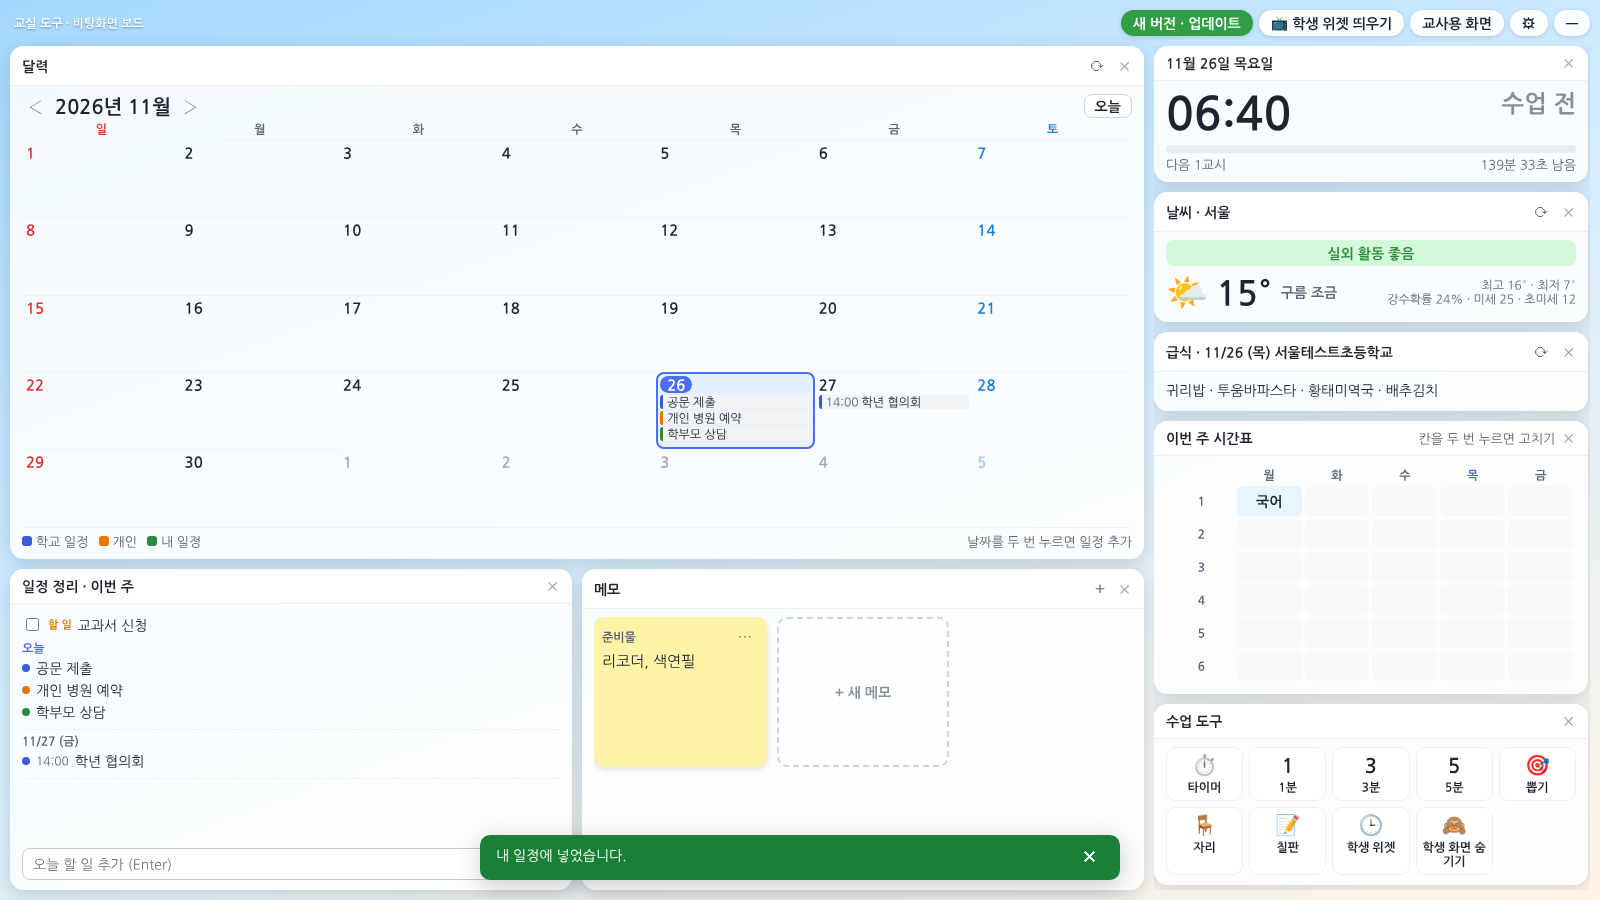 교실 도구 · 바탕화면 보드
새 버전 · 업데이트
📺 학생 위젯 띄우기
교사용 화면
달력
2026년 11월
오늘
일 월 화 수 목 금 토
1 2 3 4 5 6 7
8 9 10 11 12 13 14
15 16 17 18 19 20 21
22 23 24 25 26 27 28
공문 제출
개인 병원 예약
학부모 상담
14:00 학년 협의회
29 30 1 2 3 4 5
학교 일정 개인 내 일정
날짜를 두 번 누르면 일정 추가
일정 정리 · 이번 주
할 일 교과서 신청
오늘
공문 제출
개인 병원 예약
학부모 상담
11/27 (금)
14:00 학년 협의회
오늘 할 일 추가 (Enter)
메모
준비물
리코더, 색연필
+ 새 메모
내 일정에 넣었습니다.
11월 26일 목요일
06:40
수업 전
다음 1교시
139분 33초 남음
날씨 · 서울
실외 활동 좋음
15° 구름 조금
최고 16° · 최저 7°
강수확률 24% · 미세 25 · 초미세 12
급식 · 11/26 (목) 서울테스트초등학교
귀리밥 · 투움바파스타 · 황태미역국 · 배추김치
이번 주 시간표
칸을 두 번 누르면 고치기
월 화 수 목 금
1 국어
2
3
4
5
6
수업 도구
타이머
1
1분
3
3분
5
5분
뽑기
자리
칠판
학생 위젯
학생 화면 숨
기기